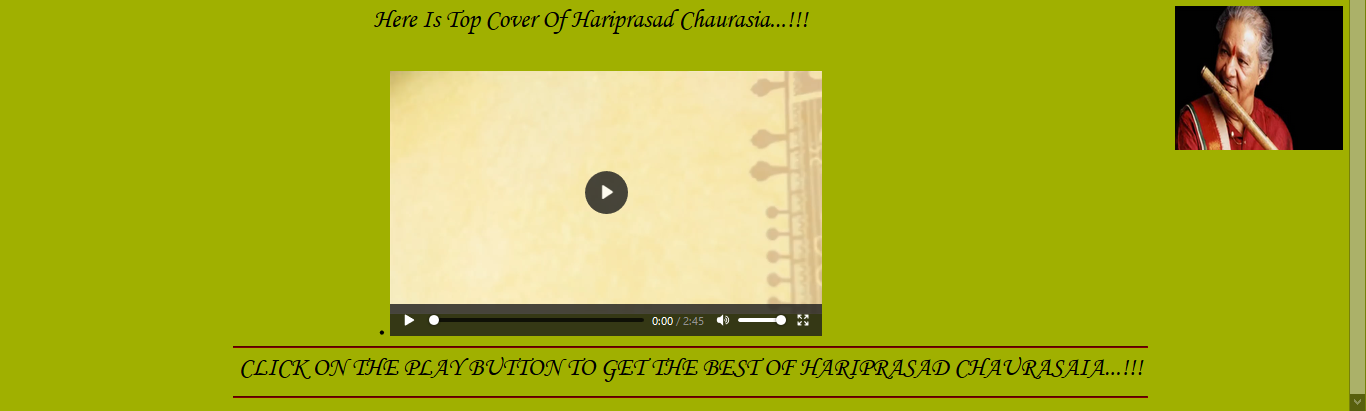 Here Is Top Cover Of Hariprasad Chaurasia...!!!
0:00 / 2:45
CLICK ON THE PLAY BUTTON TO GET THE BEST OF HARIPRASAD CHAURASAIA...!!!